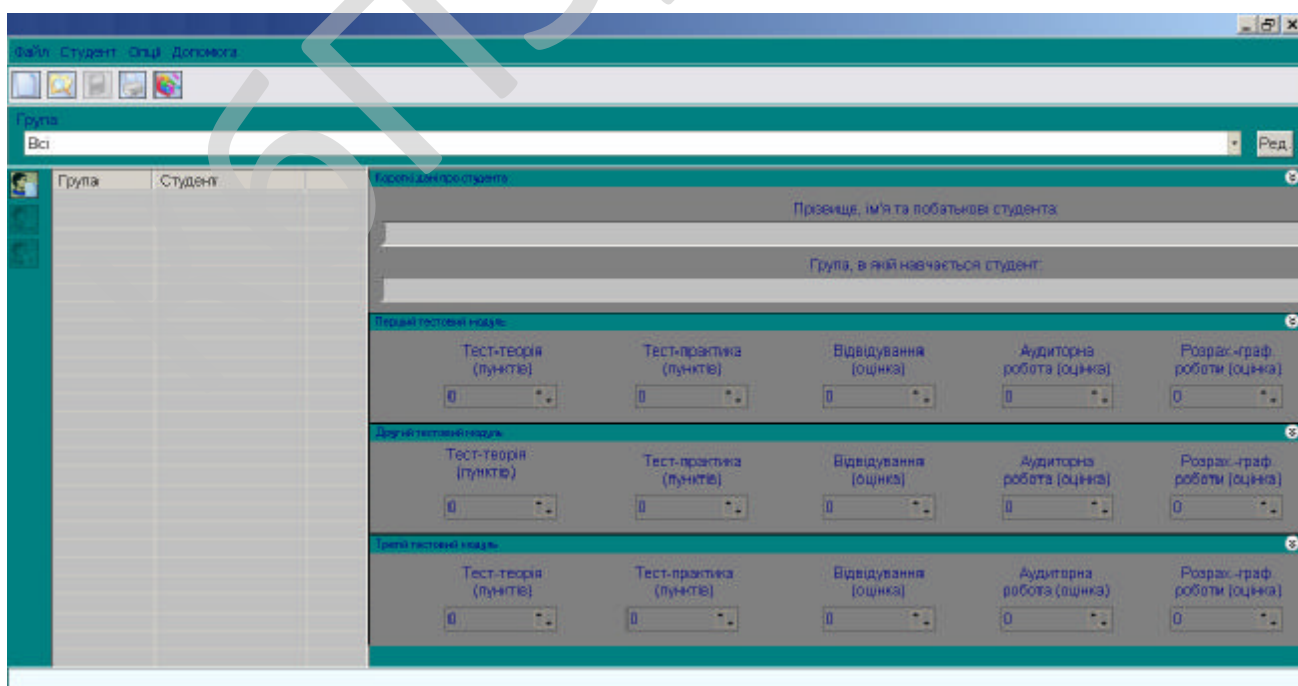 Файл Студент Опції Допомога
Група
Всі
Ред.
Група Студент
Короткі дані про студента
Прізвище, ім'я та побатькові студента:
Група, в якій навчається студент:
Перший тестовий модуль
Тест-теорія Тест-практика Відвідування Аудиторна Розрах.-граф.
(пунктів) (пунктів) (оцінка) робота (оцінка) роботи (оцінка)
0 0 0 0 0
Другий тестовий модуль
Тест-теорія Тест-практика Відвідування Аудиторна Розрах.-граф.
(пунктів) (пунктів) (оцінка) робота (оцінка) роботи (оцінка)
0 0 0 0 0
Третій тестовий модуль
Тест-теорія Тест-практика Відвідування Аудиторна Розрах.-граф.
(пунктів) (пунктів) (оцінка) робота (оцінка) роботи (оцінка)
0 0 0 0 0